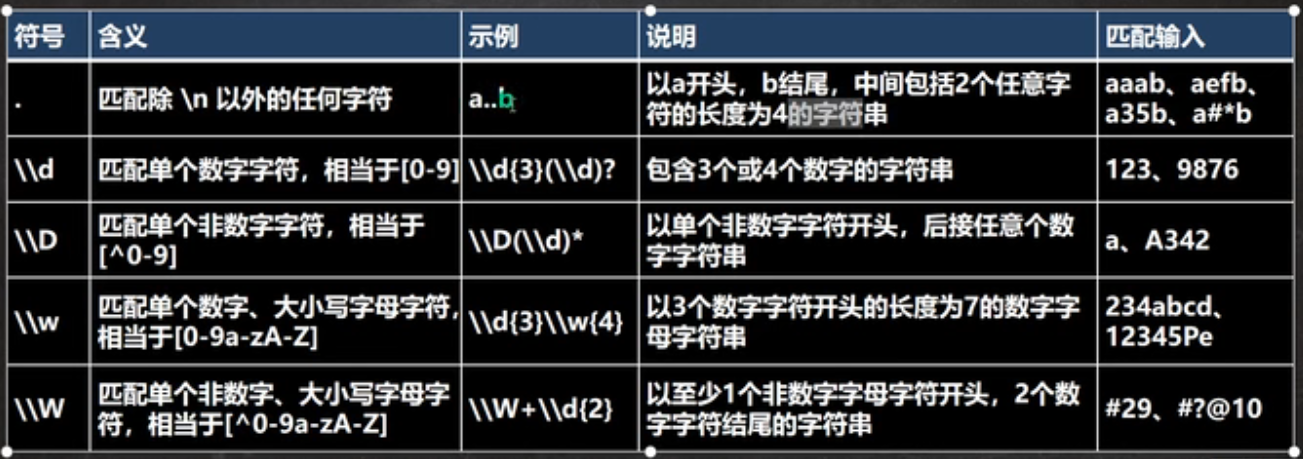 符号 含义 示例 说明 匹配输入
. 匹配除 \n 以外的任何字符 a..b 以a开头，b结尾，中间包括2个任意字
符的长度为4的字符串 aaab、aefb、
a35b、a#*b
\\d 匹配单个数字字符，相当于[0-9] \\d{3}(\\d)? 包含3个或4个数字的字符串 123、9876
\\D 匹配单个非数字字符，相当于
[^0-9] \\D(\\d)* 以单个非数字字符开头，后接任意个数
字字符串 a、A342
\\w 匹配单个数字、大小写字母字符,
相当于[0-9a-zA-Z] \\d{3}\\w{4} 以3个数字字符开头的长度为7的数字字
母字符串 234abcd、
12345Pe
\\W 匹配单个非数字、大小写字母字
符，相当于[^0-9a-zA-Z] \\W+\\d{2} 以至少1个非数字字母字符开头，2个数
字字符结尾的字符串 #29、#?@10